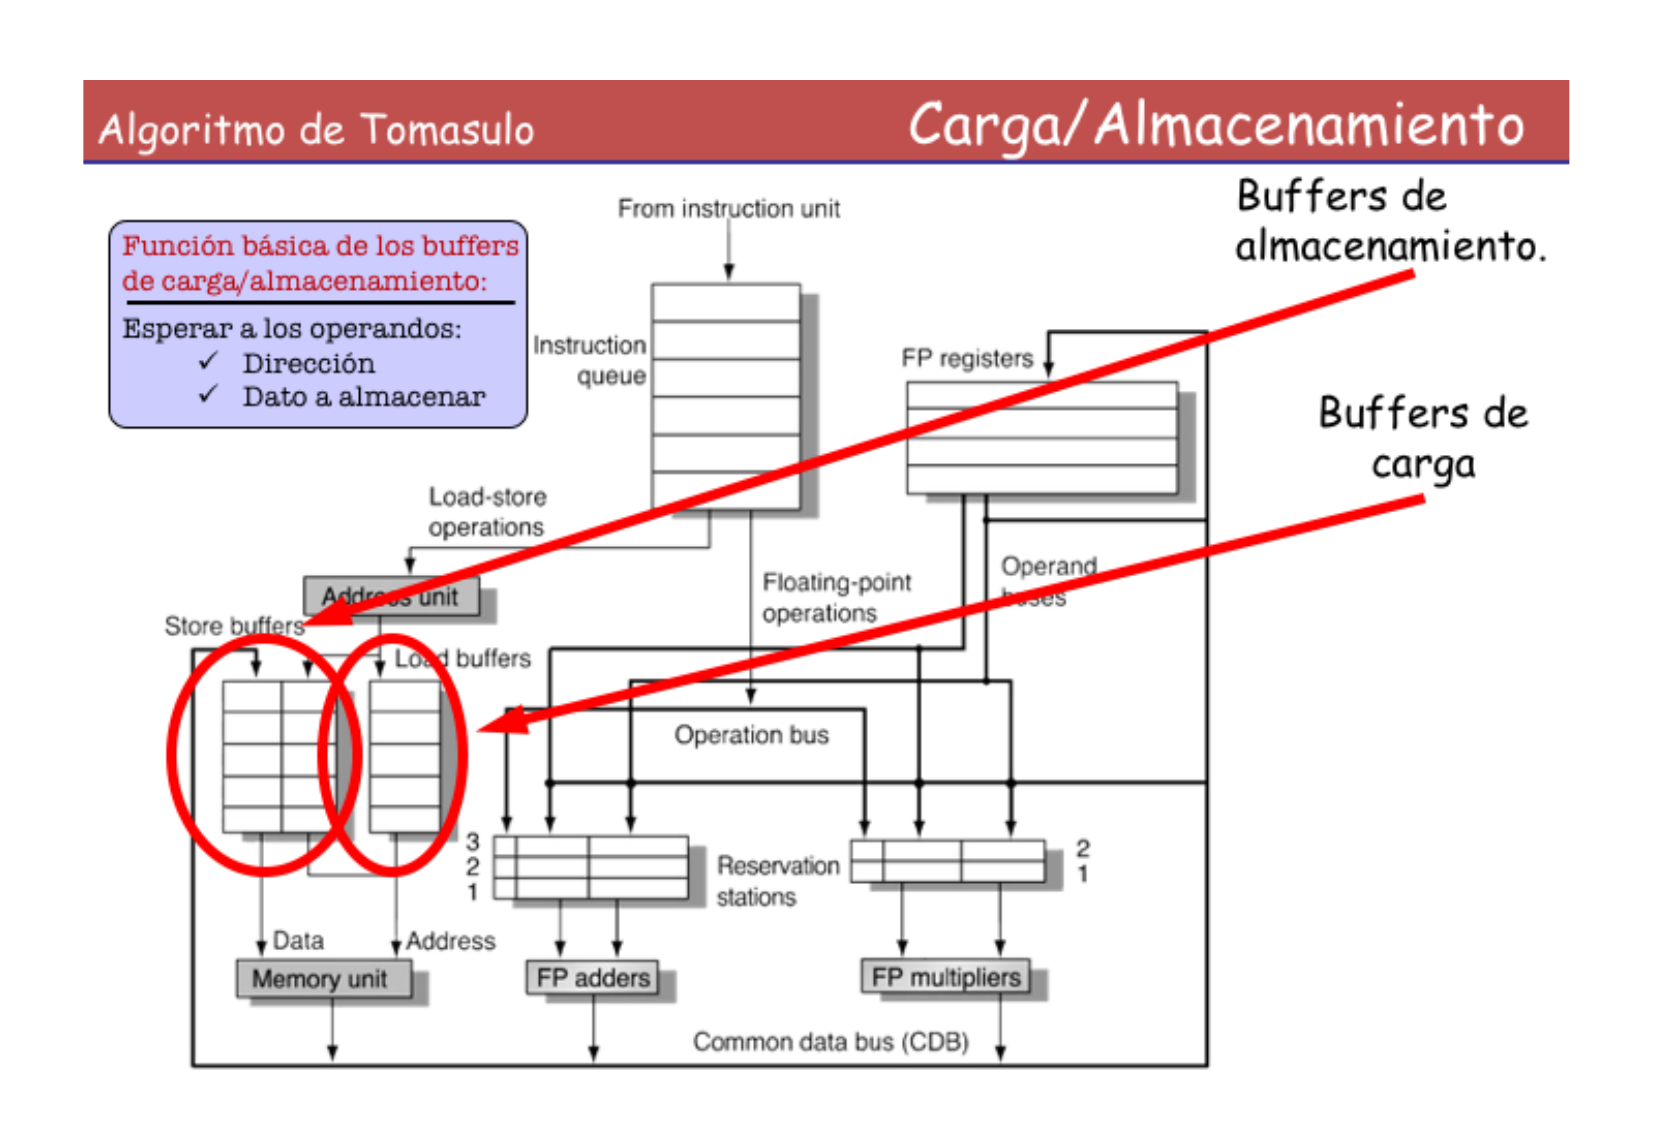 Algoritmo de Tomasulo
Carga/Almacenamiento
Buffers de
almacenamiento.
From instruction unit
Función básica de los buffers
de carga/almacenamiento:
Esperar a los operandos:
✓ Dirección
✓ Dato a almacenar
Instruction
queue
FP registers
Buffers de
carga
Load-store
operations
Address unit
Floating-point
operations
Operand
buses
Store buffers
Load buffers
Operation bus
3
2
1
Reservation
stations
2
1
Data
Address
Memory unit
FP adders
FP multipliers
Common data bus (CDB)